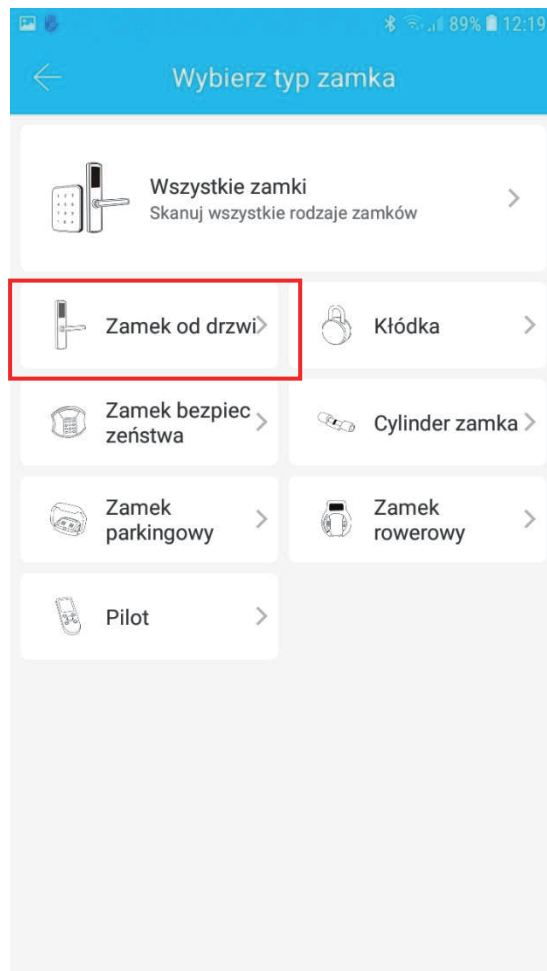 89% 12:19
Wybierz typ zamka
Wszystkie zamki
Skanuj wszystkie rodzaje zamków
Zamek od drzwi
Kłódka
Zamek bezpiec
zeństwa
Cylinder zamka
Zamek
parkingowy
Zamek
rowerowy
Pilot